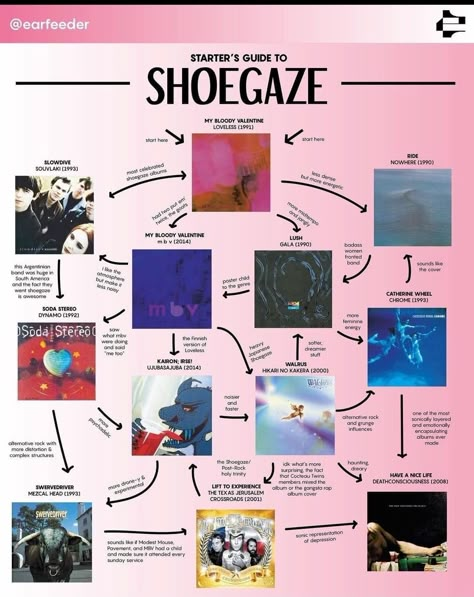 @earfeeder
STARTER'S GUIDE TO
SHOEGAZE
MY BLOODY VALENTINE
LOVELESS (1991)
start here
start here
SLOWDIVE
SOUVLAKI (1993)
most celebrated
shoegaze albums
less dense
but more energetic
RIDE
NOWHERE (1990)
had two put em'
twice, the goats
more midtempo
and jangly
MY BLOODY VALENTINE
m b v (2014)
LUSH
GALA (1990)
badass
women
fronted
band
sounds like
the cover
this Argentinian
band was huge in
South America
and the fact they
went shoegaze
is awesome
i like the
atmosphere
but make it
less noisy
poster child
to the genre
mbv
CATHERINE WHEEL
CHROME (1993)
SODA STEREO
DYNAMO (1992)
Soda Stereo
saw
what mbv
were doing
and said
"me too"
the Finnish
version of
Loveless
heavy
Japanese
Shoegaze
softer,
dreamier
stuff
more
feminine
energy
KAIRON; IRSE!
UJUBASAJUBA (2014)
WALRUS
HIKARI NO KAKERA (2000)
noisier
and
faster
more
psychedelic
alternative rock
and grunge
influences
one of the most
sonically layered
and emotionally
encapsulating
albums ever
made
alternative rock with
more distortion &
complex structures
the Shoegaze/
Post-Rock
holy trinity
idk what's more
surprising, the fact
that Cocteau Twins
members mixed the
album or the gangsta rap
album cover
haunting,
dreary
more drone-y &
experimental
SWERVEDRIVER
MEZCAL HEAD (1993)
swervedriver
LIFT TO EXPERIENCE
THE TEXAS JERUSALEM
CROSSROADS (2001)
HAVE A NICE LIFE
DEATHCONSCIOUSNESS (2008)
sounds like if Modest Mouse,
Pavement, and MBV had a child
and made sure it attended every
sunday service
sonic representation
of depression